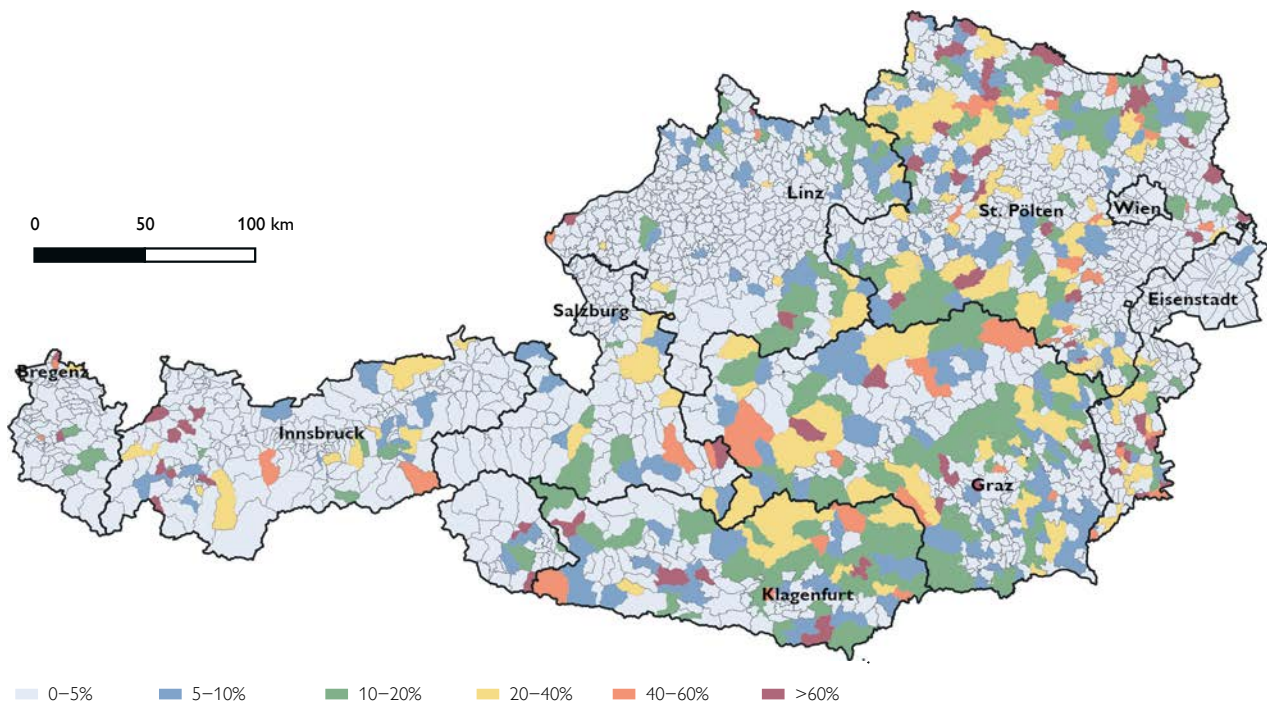 Linz
St. Pölten
Wien
0 50 100 km
Eisenstadt
Salzburg
Bregenz
Innsbruck
Graz
Klagenfurt
0–5% 5–10% 10–20% 20–40% 40–60% >60%